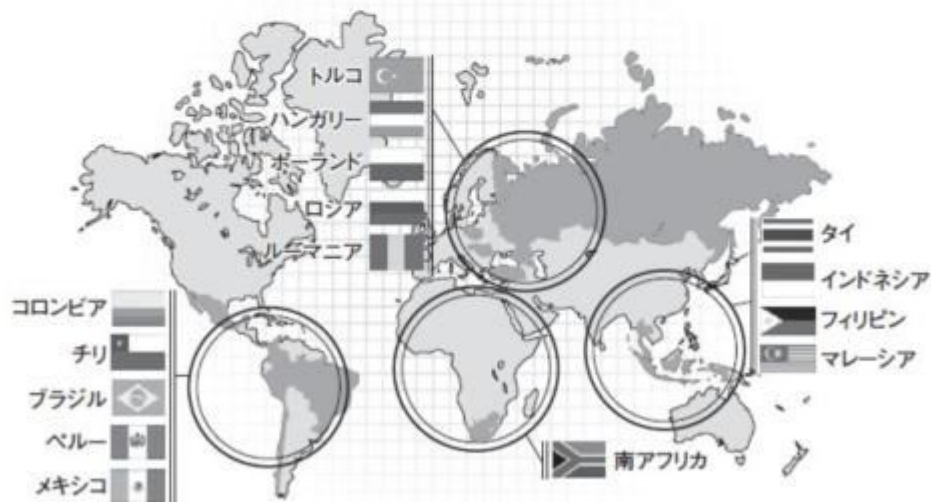 トルコ
ハンガリー
ポーランド
ロシア
ルーマニア
コロンビア
チリ
ブラジル
ペルー
メキシコ
タイ
インドネシア
フィリピン
マレーシア
南アフリカ